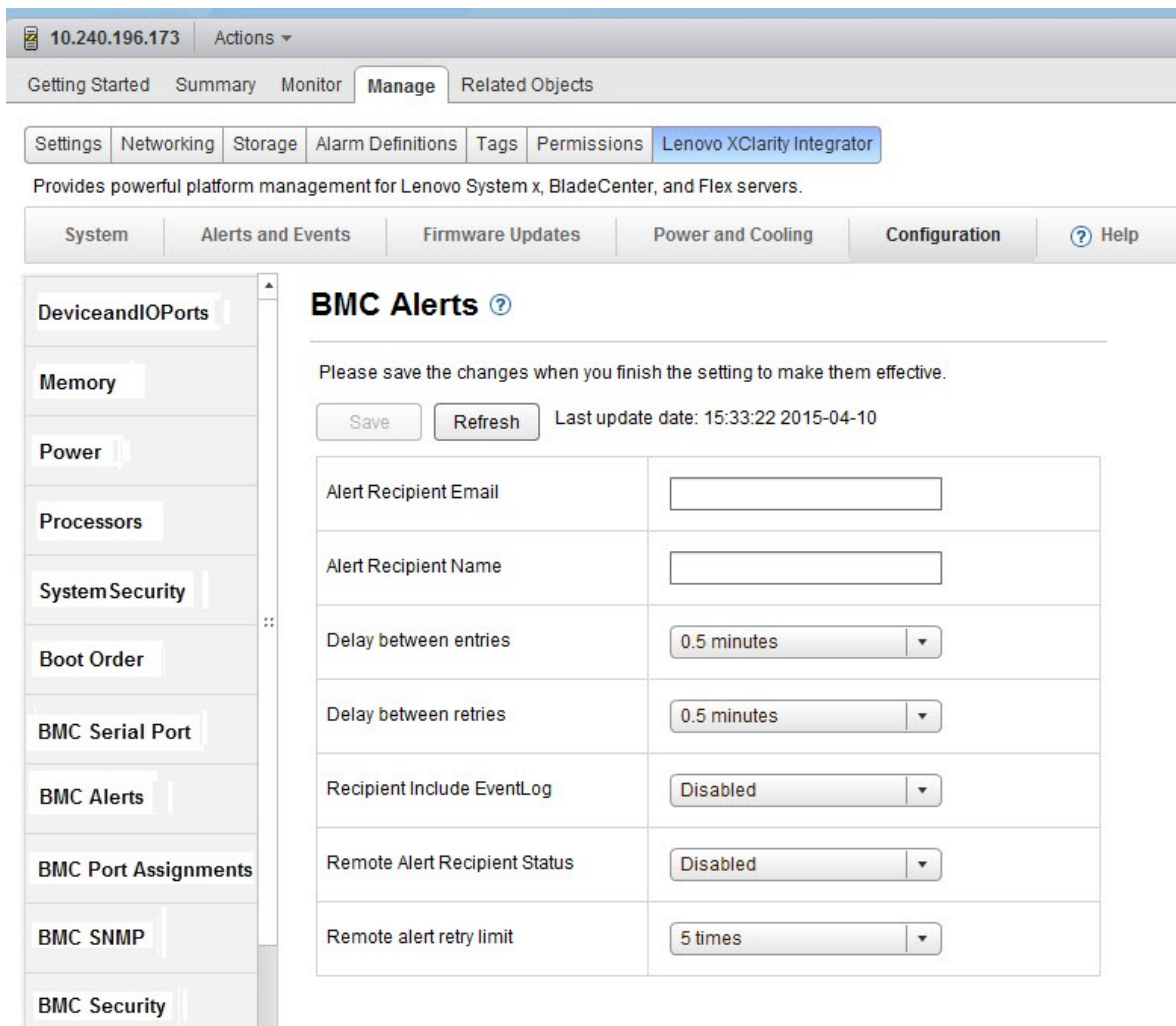 10.240.196.173 Actions
Getting Started Summary Monitor Manage Related Objects
Settings Networking Storage Alarm Definitions Tags Permissions Lenovo XClarity Integrator
Provides powerful platform management for Lenovo System x, BladeCenter, and Flex servers.
System Alerts and Events Firmware Updates Power and Cooling Configuration ? Help
DeviceandIOPorts
Memory
Power
Processors
System Security
Boot Order
BMC Serial Port
BMC Alerts
BMC Port Assignments
BMC SNMP
BMC Security
BMC Alerts ?
Please save the changes when you finish the setting to make them effective.
Save Refresh Last update date: 15:33:22 2015-04-10
Alert Recipient Email
Alert Recipient Name
Delay between entries 0.5 minutes
Delay between retries 0.5 minutes
Recipient Include EventLog Disabled
Remote Alert Recipient Status Disabled
Remote alert retry limit 5 times